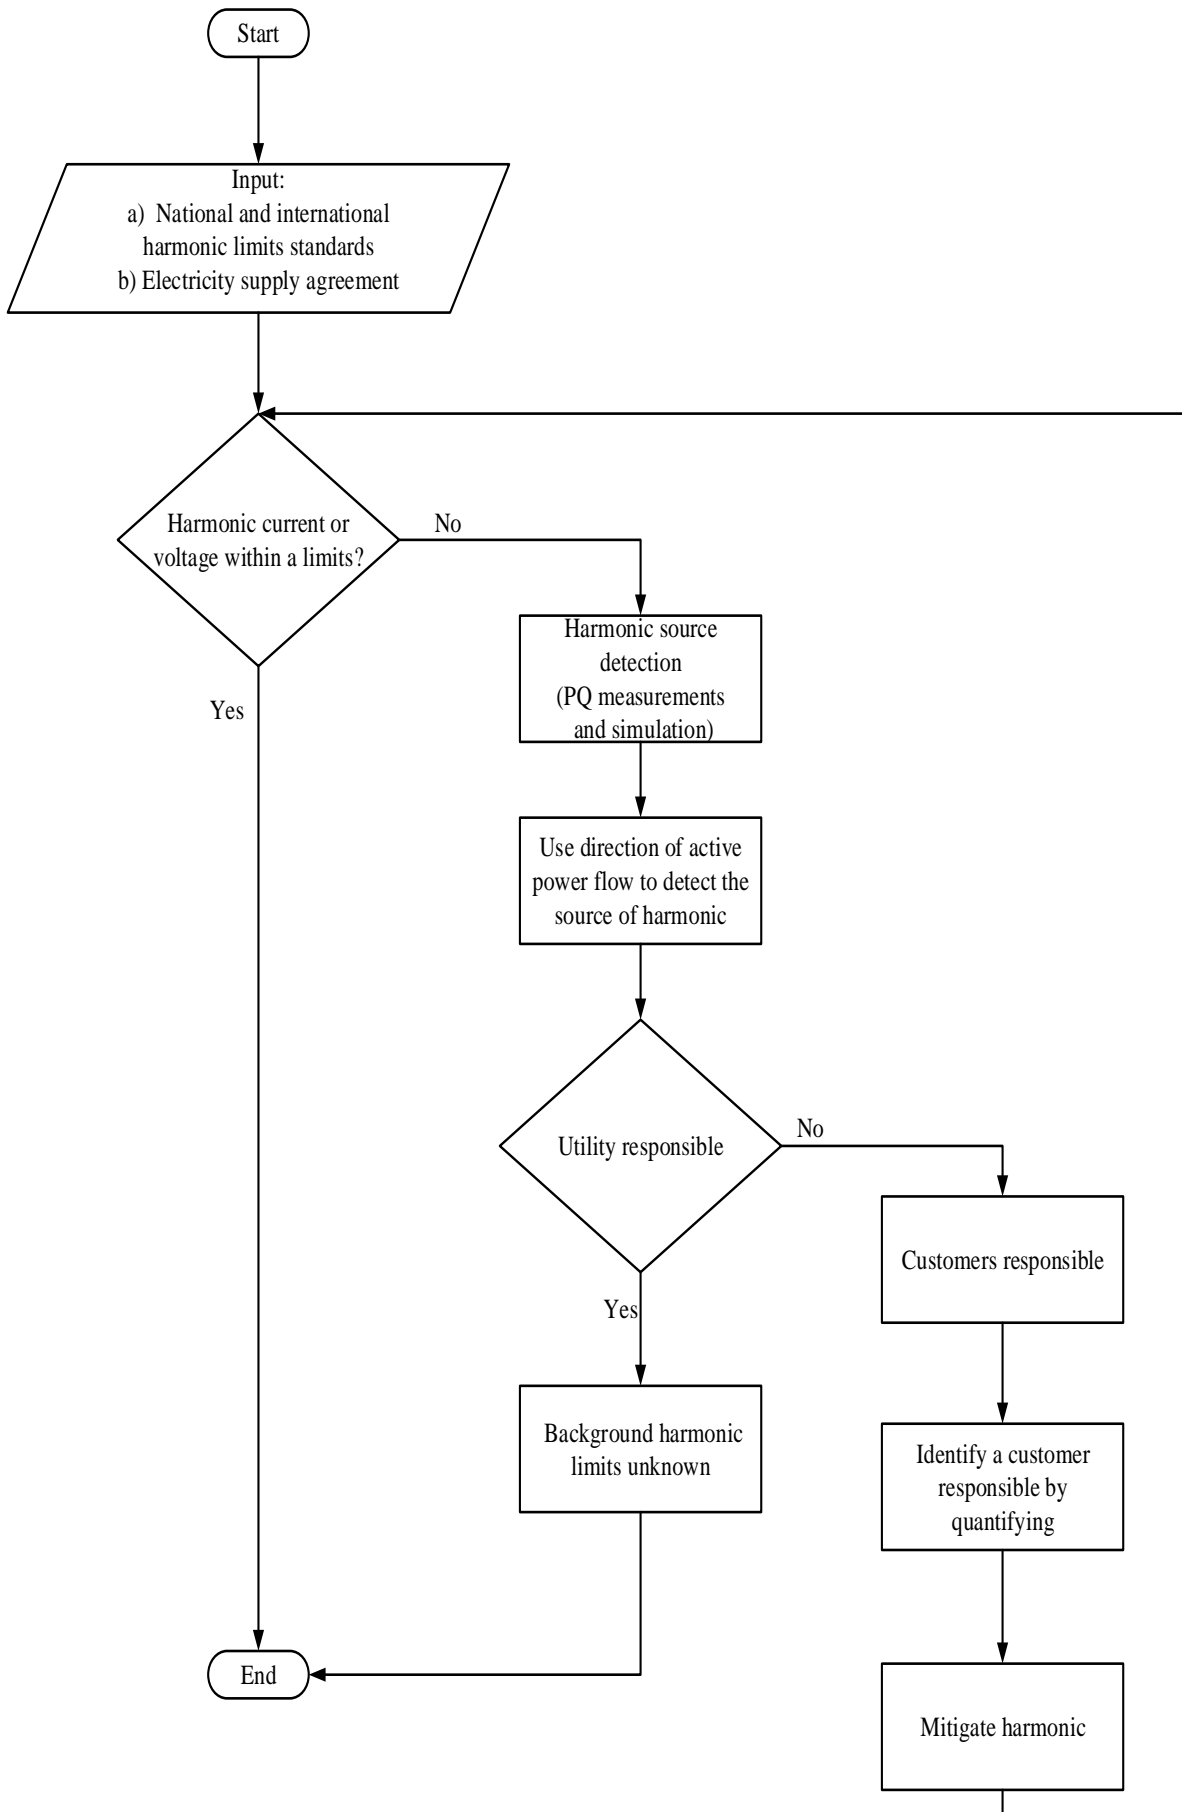 Start
Input:
a) National and international
harmonic limits standards
b) Electricity supply agreement
Harmonic current or
voltage within a limits?
No
Yes
Harmonic source
detection
(PQ measurements
and simulation)
Use direction of active
power flow to detect the
source of harmonic
Utility responsible
No
Yes
Customers responsible
Background harmonic
limits unknown
Identify a customer
responsible by
quantifying
End
Mitigate harmonic